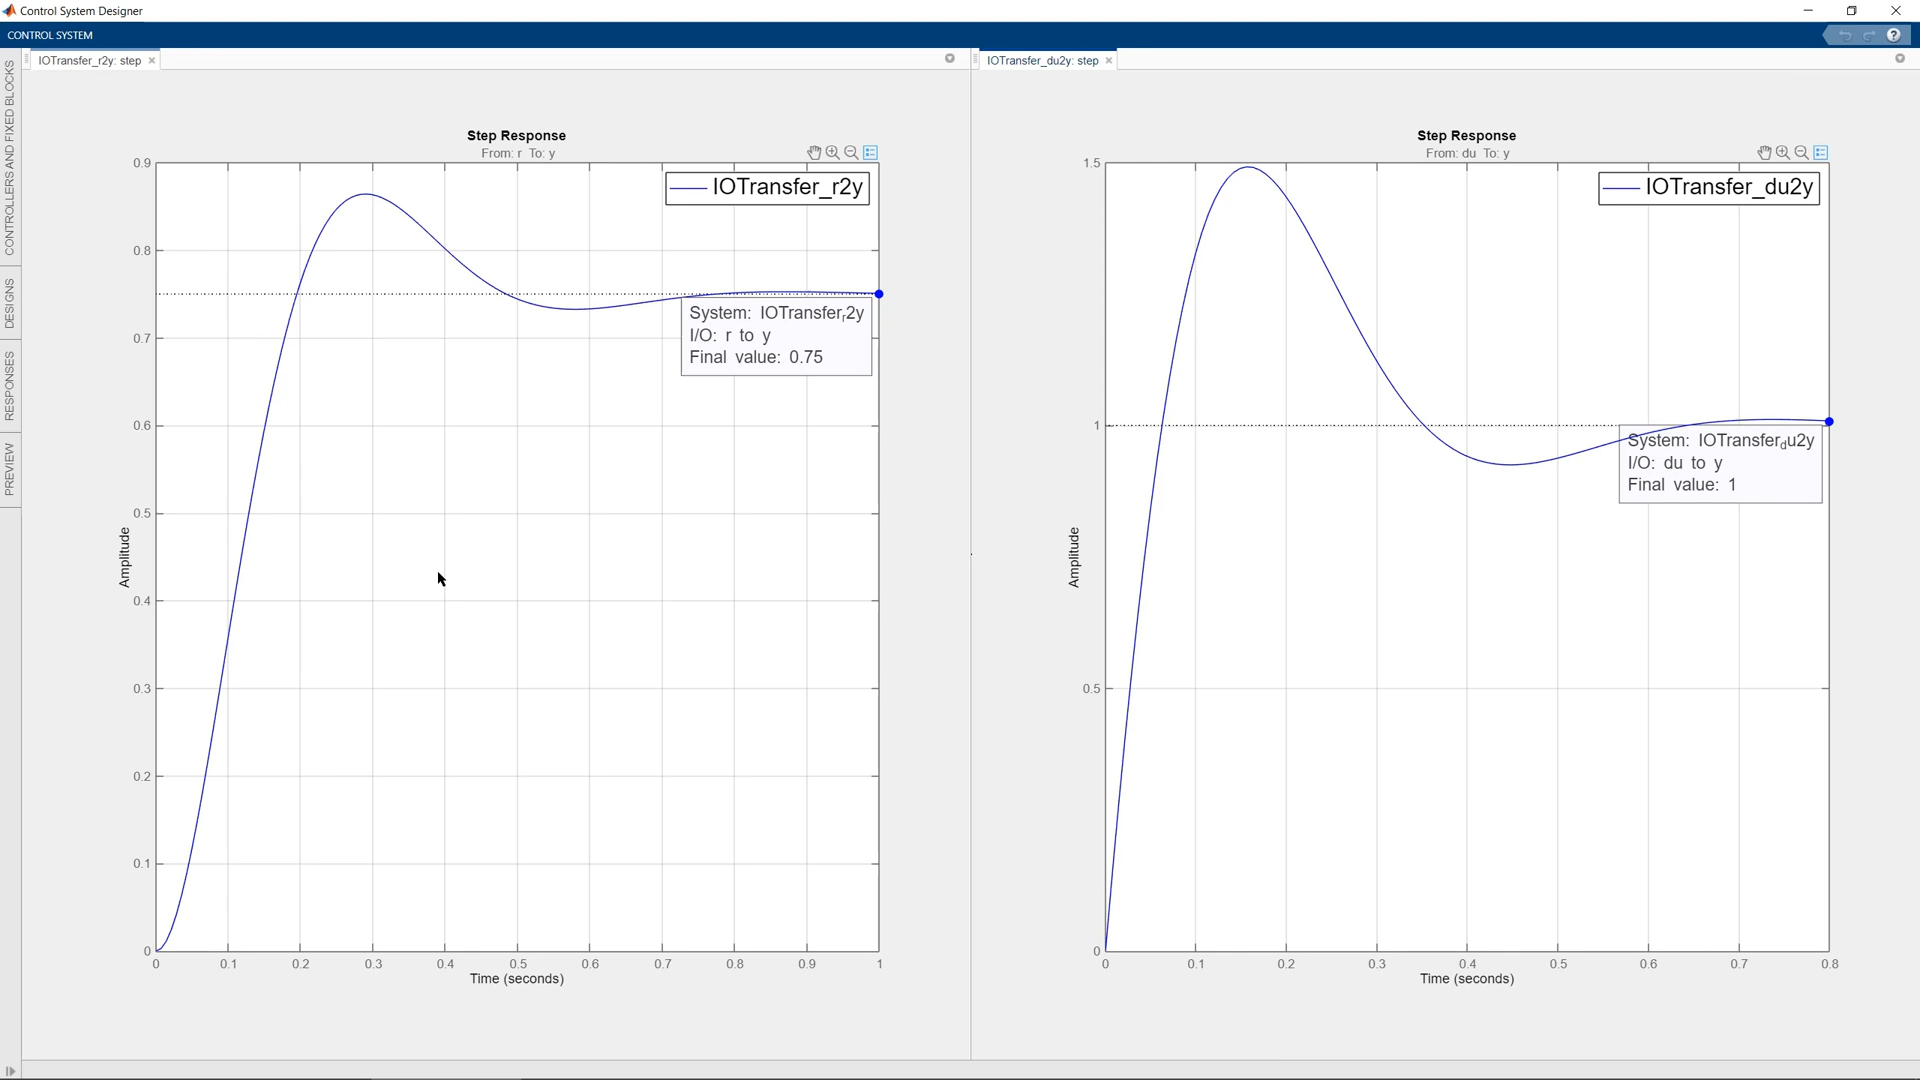 Control System Designer
CONTROL SYSTEM
IOTransfer_r2y: step
IOTransfer_du2y: step
CONTROLLERS AND FIXED BLOCKS
DESIGNS
RESPONSES
PREVIEW
Step Response
From: r To: y
IOTransfer_r2y
0.9
0.8
0.7
0.6
0.5
0.4
0.3
0.2
0.1
0
Amplitude
System: IOTransferr2y
I/O: r to y
Final value: 0.75
0 0.1 0.2 0.3 0.4 0.5 0.6 0.7 0.8 0.9 1
Time (seconds)
Step Response
From: du To: y
IOTransfer_du2y
1.5
1
0.5
0
Amplitude
System: IOTransferdu2y
I/O: du to y
Final value: 1
0 0.1 0.2 0.3 0.4 0.5 0.6 0.7 0.8
Time (seconds)